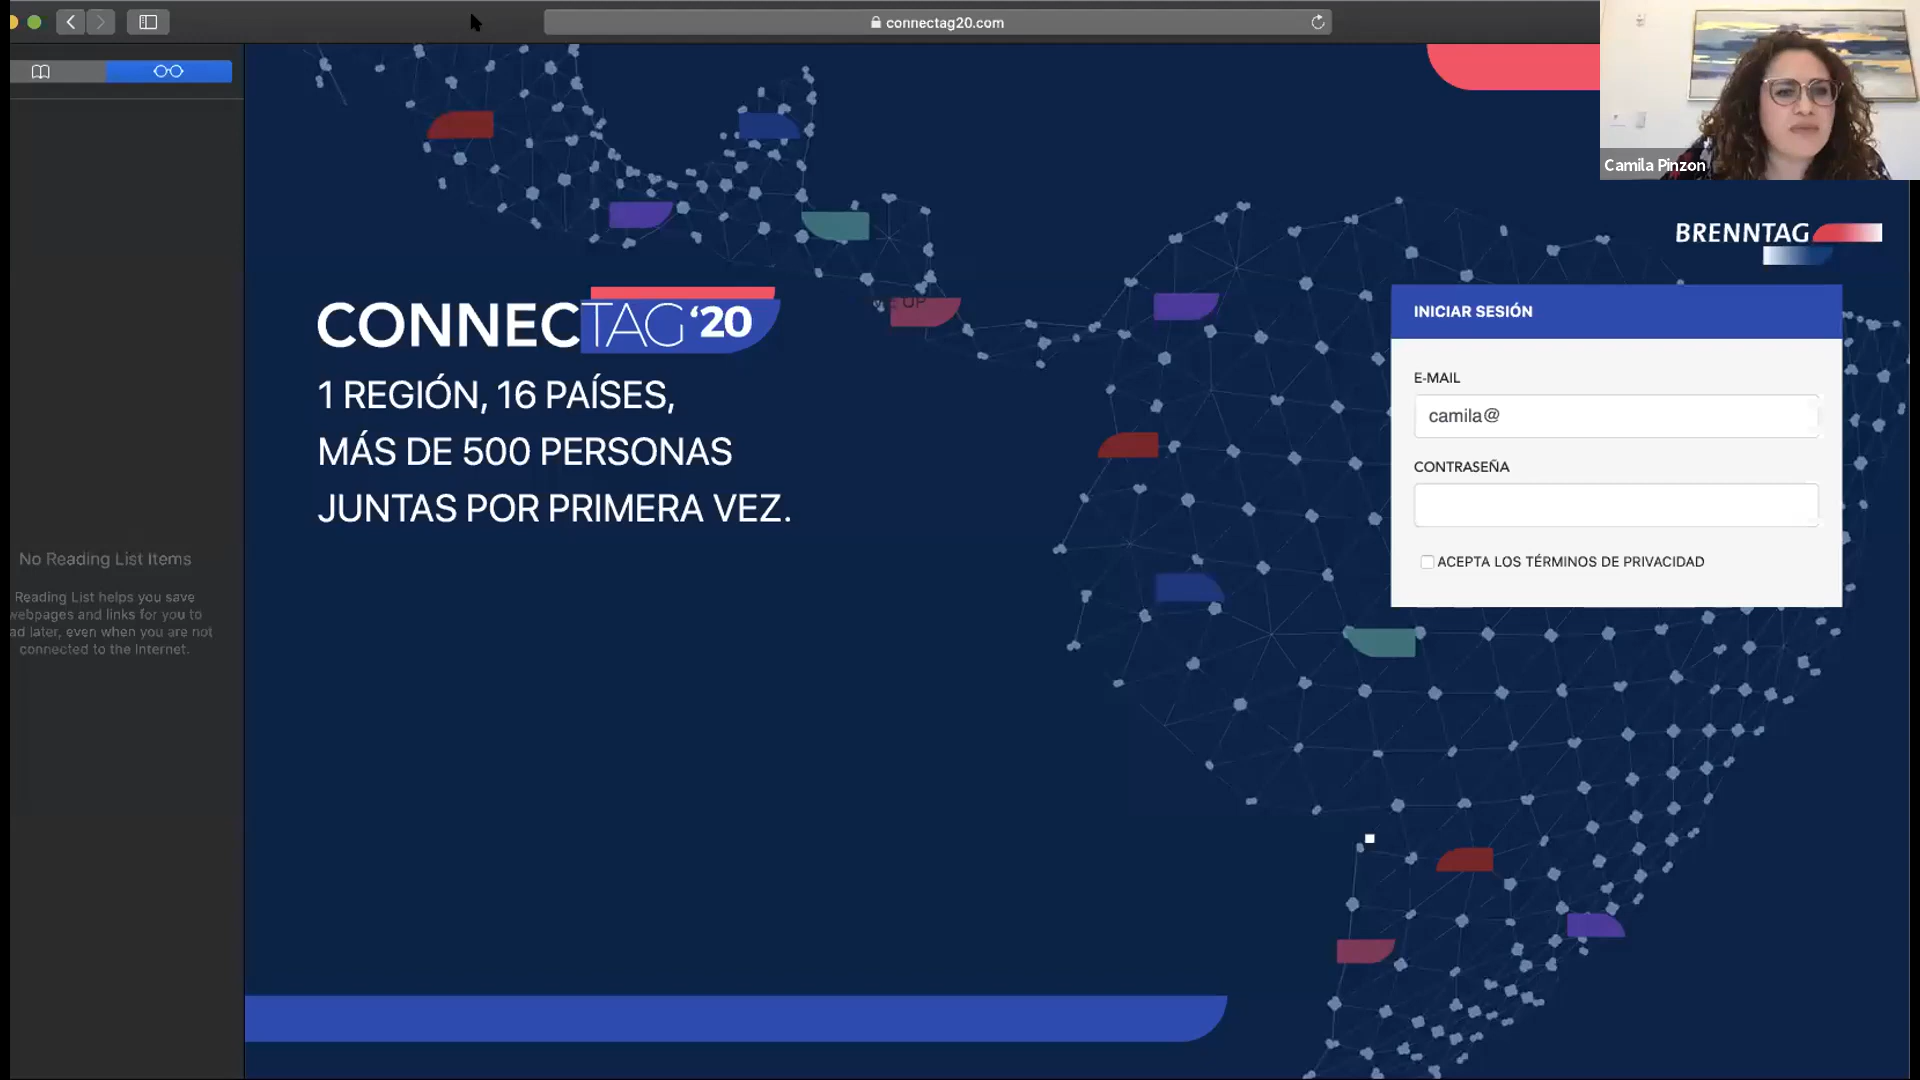 connectag20.com
Camila Pinzon
BRENNTAG
CONNECTAG ‘20
1 REGIÓN, 16 PAÍSES,
MÁS DE 500 PERSONAS
JUNTAS POR PRIMERA VEZ.
INICIAR SESIÓN
E-MAIL
camila@
CONTRASEÑA
ACEPTA LOS TÉRMINOS DE PRIVACIDAD
No Reading List Items
Reading List helps you save
webpages and links for you to
ad later, even when you are not
connected to the Internet.